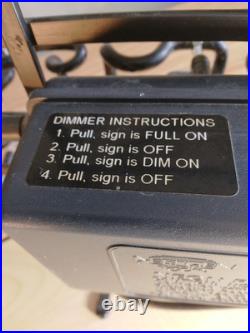 DIMMER INSTRUCTIONS
1. Pull, sign is FULL ON
2. Pull, sign is OFF
3. Pull, sign is DIM ON
4. Pull, sign is OFF